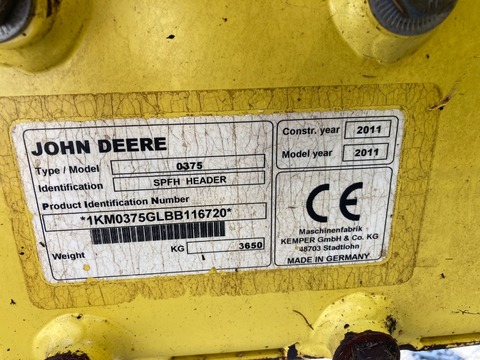 JOHN DEERE
Type / Model 0375
Identification SPFH HEADER
Product Identification Number
*1KM0375GLBB116720*
Weight KG 3650
Constr. year 2011
Model year 2011
CE
Maschinenfabrik
KEMPER GmbH & Co. KG
48703 Stadtlohn
MADE IN GERMANY